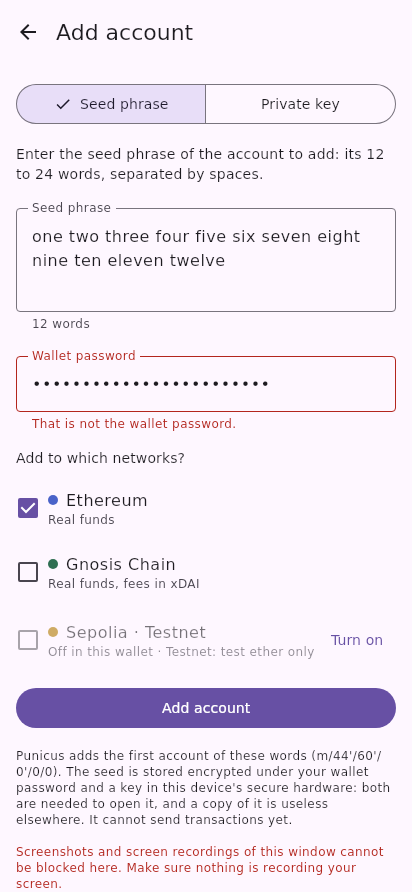 Add account
Seed phrase
Private key
Enter the seed phrase of the account to add: its 12
to 24 words, separated by spaces.
Seed phrase
one two three four five six seven eight
nine ten eleven twelve
12 words
Wallet password
••••••••••••••••••••••••
That is not the wallet password.
Add to which networks?
Ethereum
Real funds
Gnosis Chain
Real funds, fees in xDAI
Sepolia · Testnet
Off in this wallet · Testnet: test ether only
Turn on
Add account
Punicus adds the first account of these words (m/44'/60'/
0'/0/0). The seed is stored encrypted under your wallet
password and a key in this device's secure hardware: both
are needed to open it, and a copy of it is useless
elsewhere. It cannot send transactions yet.
Screenshots and screen recordings of this window cannot
be blocked here. Make sure nothing is recording your
screen.